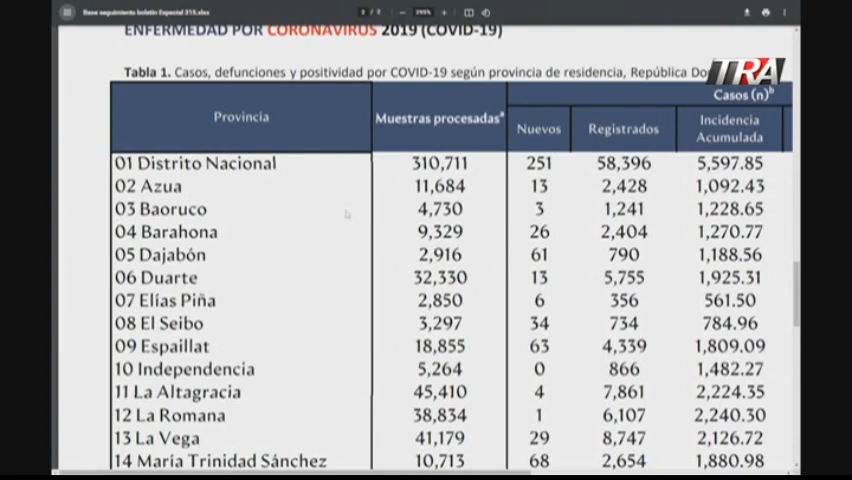 Base seguimiento boletin Especial 315.xlsx
ENFERMEDAD POR CORONAVIRUS 2019 (COVID-19)
Tabla 1. Casos, defunciones y positividad por COVID-19 según provincia de residencia, República Do
TRA
Provincia Muestras procesadasª Casos (n)ᵇ
Nuevos Registrados Incidencia Acumulada
01 Distrito Nacional 310,711 251 58,396 5,597.85
02 Azua 11,684 13 2,428 1,092.43
03 Baoruco 4,730 3 1,241 1,228.65
04 Barahona 9,329 26 2,404 1,270.77
05 Dajabón 2,916 61 790 1,188.56
06 Duarte 32,330 13 5,755 1,925.31
07 Elías Piña 2,850 6 356 561.50
08 El Seibo 3,297 34 734 784.96
09 Espaillat 18,855 63 4,339 1,809.09
10 Independencia 5,264 0 866 1,482.27
11 La Altagracia 45,410 4 7,861 2,224.35
12 La Romana 38,834 1 6,107 2,240.30
13 La Vega 41,179 29 8,747 2,126.72
14 María Trinidad Sánchez 10,713 68 2,654 1,880.98